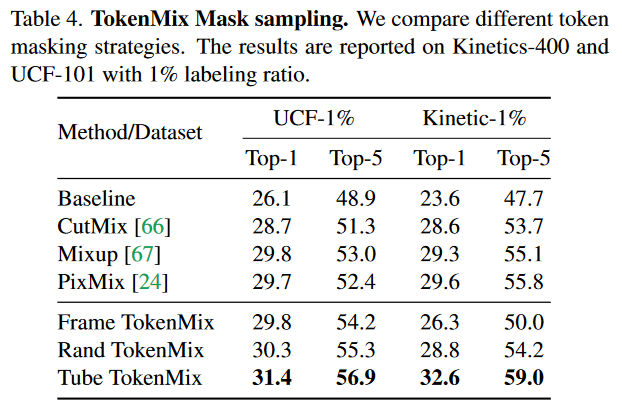 Table 4. TokenMix Mask sampling. We compare different token
masking strategies. The results are reported on Kinetics-400 and
UCF-101 with 1% labeling ratio.
Method/Dataset UCF-1% Kinetic-1%
Top-1 Top-5 Top-1 Top-5
Baseline 26.1 48.9 23.6 47.7
CutMix [66] 28.7 51.3 28.6 53.7
Mixup [67] 29.8 53.0 29.3 55.1
PixMix [24] 29.7 52.4 29.6 55.8
Frame TokenMix 29.8 54.2 26.3 50.0
Rand TokenMix 30.3 55.3 28.8 54.2
Tube TokenMix 31.4 56.9 32.6 59.0